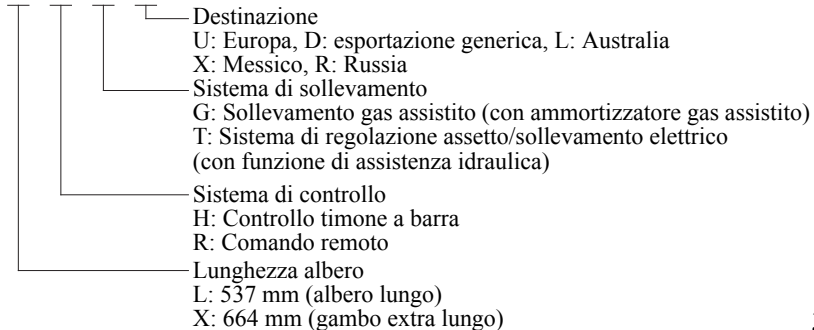 Destinazione
U: Europa, D: esportazione generica, L: Australia
X: Messico, R: Russia
Sistema di sollevamento
G: Sollevamento gas assistito (con ammortizzatore gas assistito)
T: Sistema di regolazione assetto/sollevamento elettrico
(con funzione di assistenza idraulica)
Sistema di controllo
H: Controllo timone a barra
R: Comando remoto
Lunghezza albero
L: 537 mm (albero lungo)
X: 664 mm (gambo extra lungo)